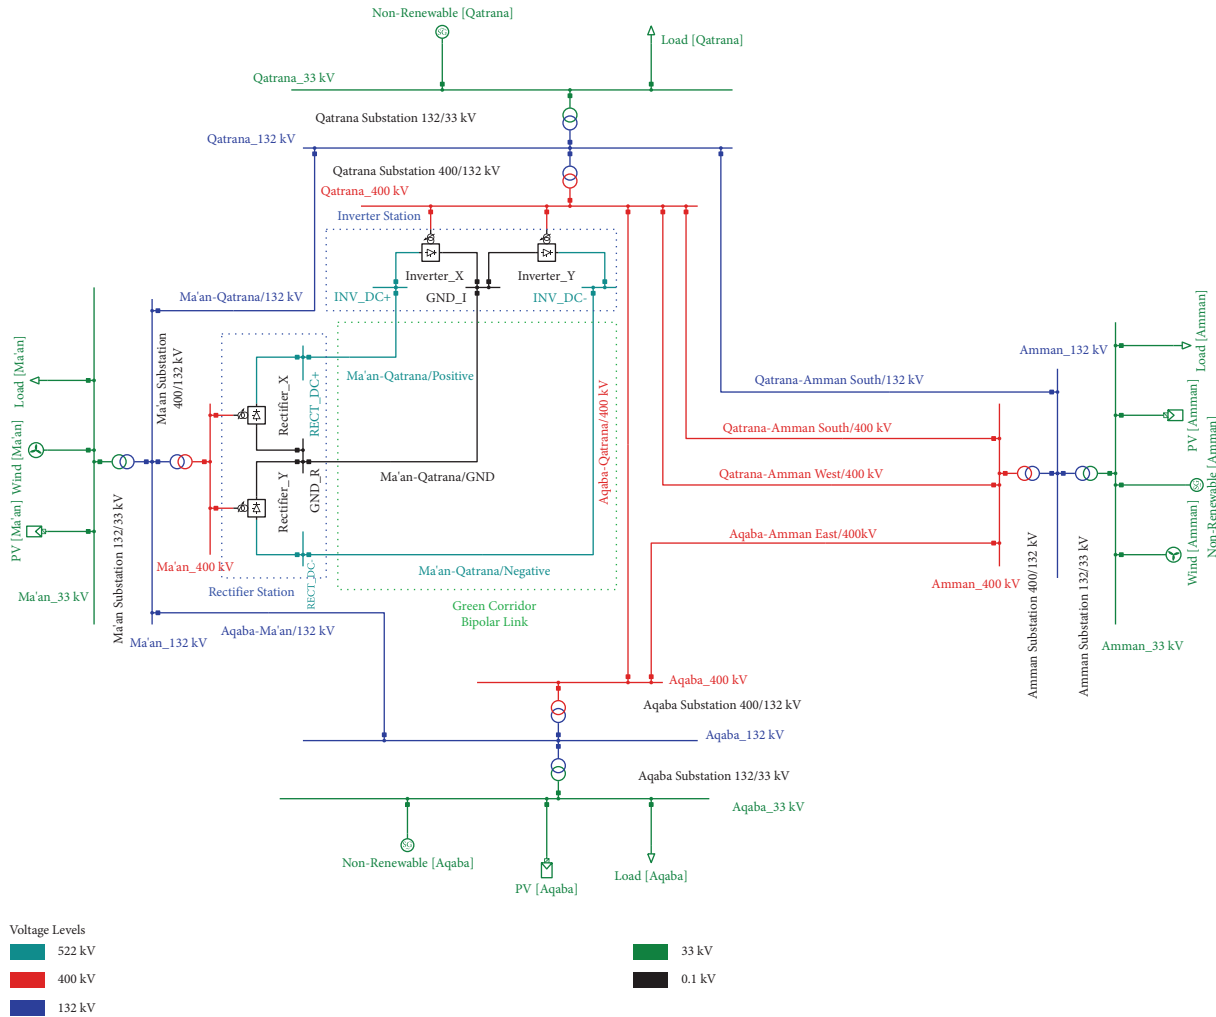 Non-Renewable [Qatrana]
SG
Load [Qatrana]
Qatrana_33 kV
Qatrana Substation 132/33 kV
Qatrana_132 kV
Qatrana Substation 400/132 kV
Qatrana_400 kV
Inverter Station
Inverter_X
Inverter_Y
INV_DC+
GND_I
INV_DC-
Ma'an-Qatrana/132 kV
Ma'an Substation
400/132 kV
Load [Ma'an]
Wind [Ma'an]
PV [Ma'an]
Ma'an_33 kV
Ma'an Substation 132/33 kV
Ma'an_132 kV
Ma'an_400 kV
Rectifier_X
RECT_DC+
Rectifier_Y
GND_R
RECT_DC-
Rectifier Station
Ma'an-Qatrana/Positive
Ma'an-Qatrana/GND
Ma'an-Qatrana/Negative
Green Corridor
Bipolar Link
Aqaba-Qatrana/400 kV
Qatrana-Amman South/132 kV
Qatrana-Amman South/400 kV
Qatrana-Amman West/400 kV
Aqaba-Amman East/400kV
Amman_132 kV
Amman_400 kV
Amman Substation 400/132 kV
Amman Substation 132/33 kV
Amman_33 kV
Load [Amman]
PV [Amman]
SG
Non-Renewable [Amman]
Wind [Amman]
Aqaba-Ma'an/132 kV
Aqaba_400 kV
Aqaba Substation 400/132 kV
Aqaba_132 kV
Aqaba Substation 132/33 kV
Aqaba_33 kV
SG
Non-Renewable [Aqaba]
PV [Aqaba]
Load [Aqaba]
Voltage Levels
522 kV
400 kV
132 kV
33 kV
0.1 kV